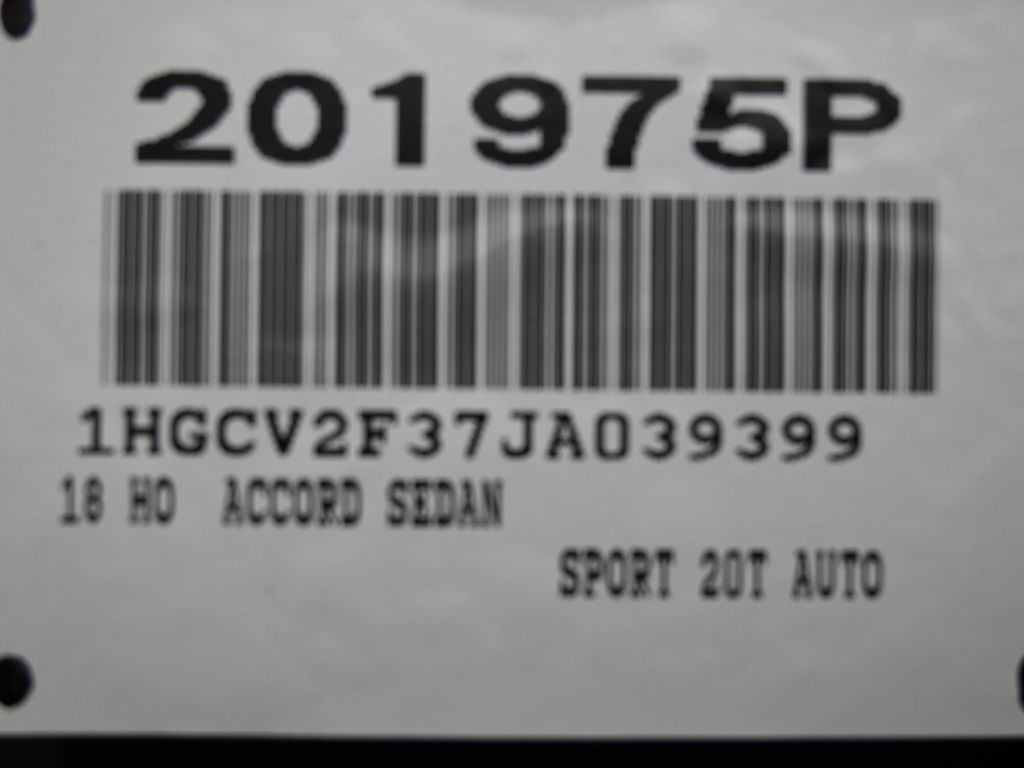 201975P
1HGCV2F37JA039399
18 HO ACCORD SEDAN
SPORT 20T AUTO